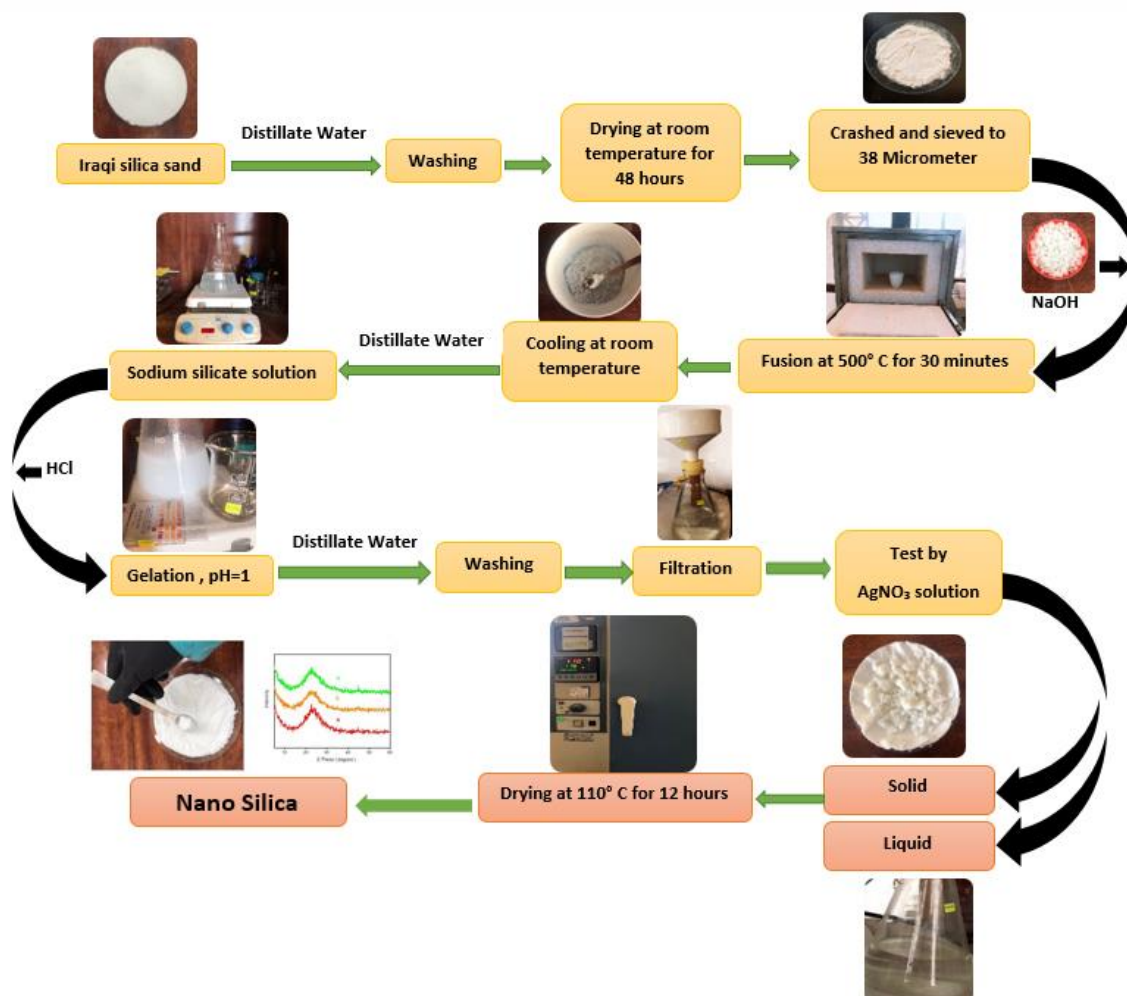 Iraqi silica sand
Distillate Water
Washing
Drying at room
temperature for
48 hours
Crashed and sieved to
38 Micrometer
NaOH
Fusion at 500° C for 30 minutes
Cooling at room
temperature
Distillate Water
Sodium silicate solution
HCl
Gelation , pH=1
Distillate Water
Washing
Filtration
Test by
AgNO₃ solution
Solid
Liquid
Drying at 110° C for 12 hours
Nano Silica